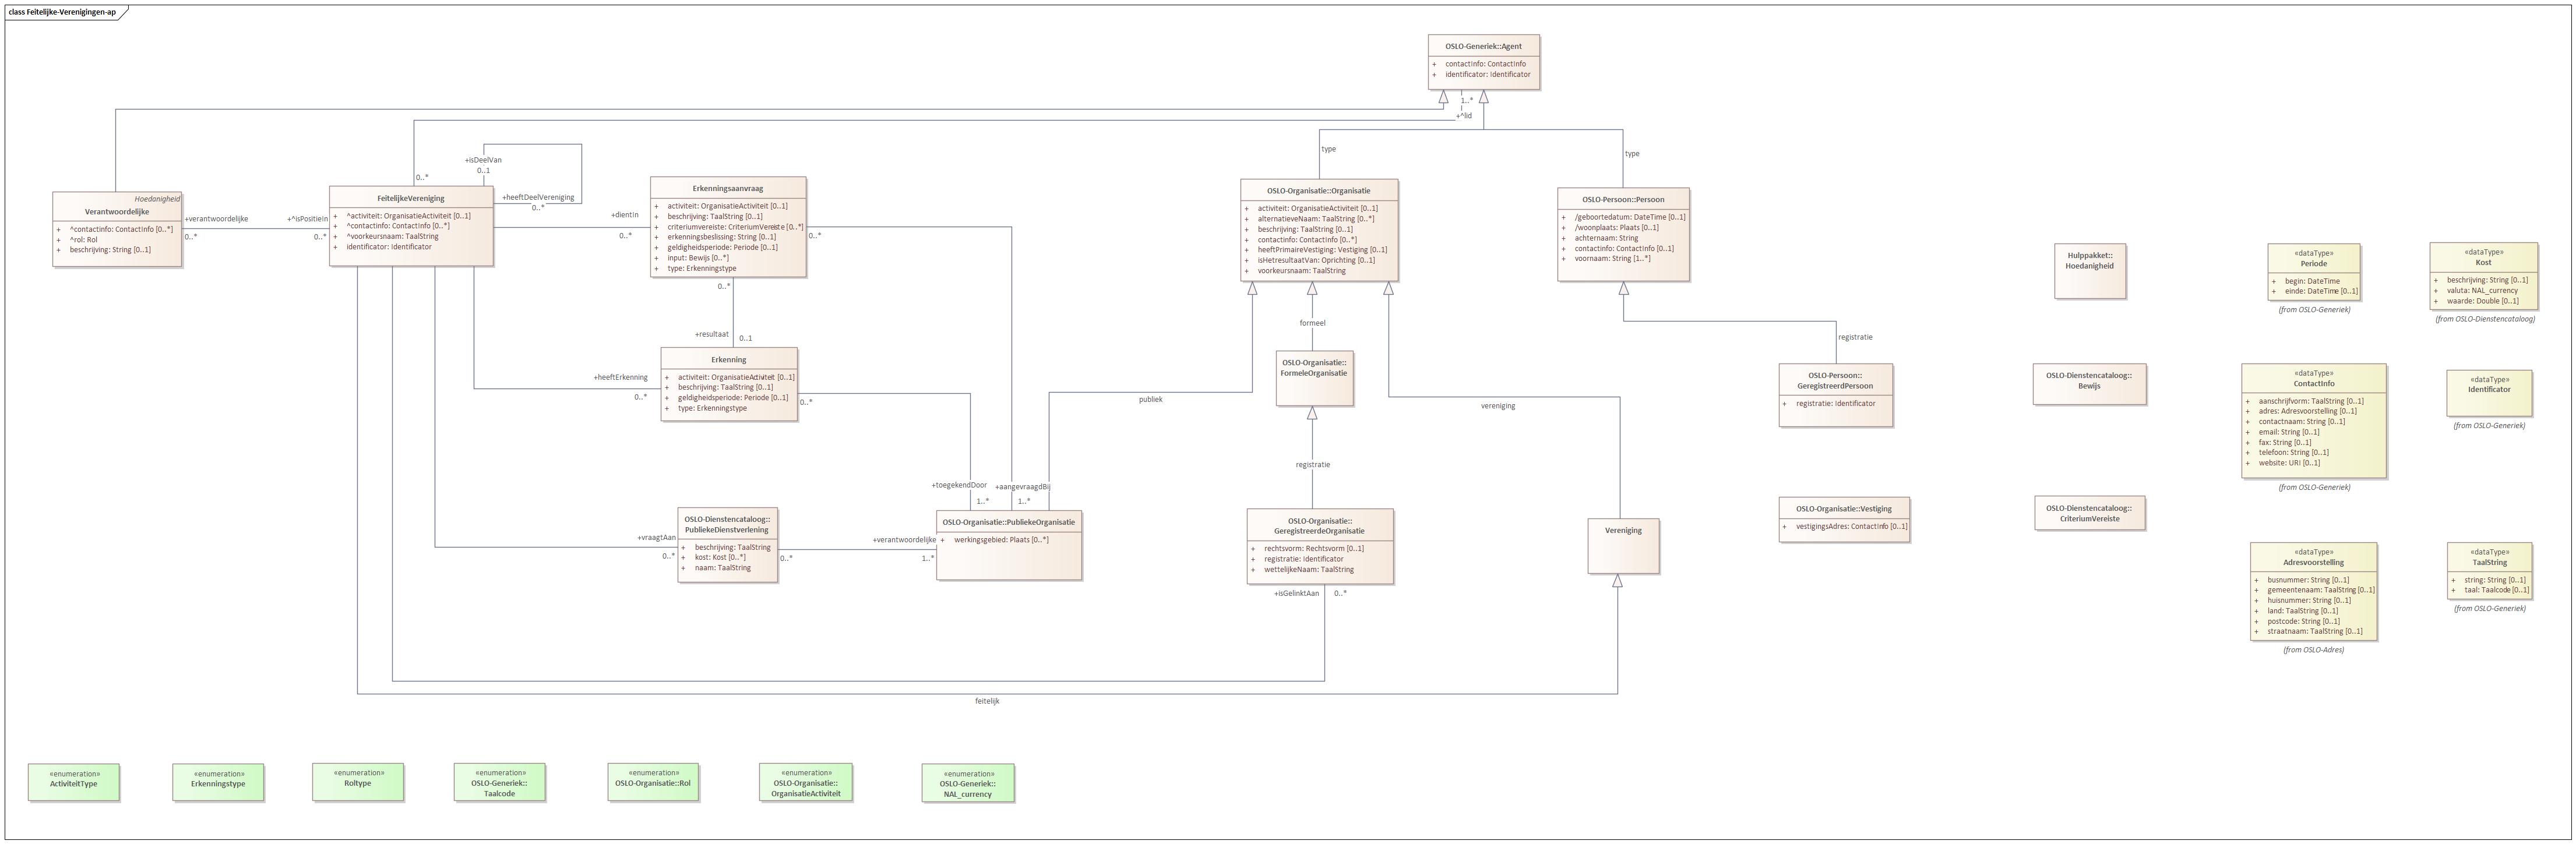 class Feitelijke-Verenigingen-ap
OSLO-Generiek::Agent
+ contactInfo: ContactInfo
+ identificator: Identificator
1..*
+^lid
type
type
+isDeelVan
0..1
0..*
+heeftDeelVereniging
0..*
Hoedanigheid
Verantwoordelijke
+ ^contactinfo: ContactInfo [0..*]
+ ^rol: Rol
+ beschrijving: String [0..1]
+verantwoordelijke
0..*
+^isPositieIn
0..*
FeitelijkeVereniging
+ ^activiteit: OrganisatieActiviteit [0..1]
+ ^contactinfo: ContactInfo [0..*]
+ ^voorkeursnaam: TaalString
+ identificator: Identificator
+dientIn
0..*
Erkenningsaanvraag
+ activiteit: OrganisatieActiviteit [0..1]
+ beschrijving: TaalString [0..1]
+ criteriumvereiste: CriteriumVereiste [0..*]
+ erkenningsbeslissing: String [0..1]
+ geldigheidsperiode: Periode [0..1]
+ input: Bewijs [0..*]
+ type: Erkenningstype
0..*
0..*
+resultaat
0..1
Erkenning
+ activiteit: OrganisatieActiviteit [0..1]
+ beschrijving: TaalString [0..1]
+ geldigheidsperiode: Periode [0..1]
+ type: Erkenningstype
+heeftErkenning
0..*
0..*
OSLO-Organisatie::Organisatie
+ activiteit: OrganisatieActiviteit [0..1]
+ alternatieveNaam: TaalString [0..*]
+ beschrijving: TaalString [0..1]
+ contactinfo: ContactInfo [0..*]
+ heeftPrimaireVestiging: Vestiging [0..1]
+ isHetresultaatVan: Oprichting [0..1]
+ voorkeursnaam: TaalString
OSLO-Persoon::Persoon
+ /geboortedatum: DateTime [0..1]
+ /woonplaats: Plaats [0..1]
+ achternaam: String
+ contactinfo: ContactInfo [0..1]
+ voornaam: String [1..*]
formeel
OSLO-Organisatie::
FormeleOrganisatie
publiek
vereniging
registratie
registratie
OSLO-Persoon::
GeregistreerdPersoon
+ registratie: Identificator
+toegekendDoor
1..*
+aangevraagdBij
1..*
OSLO-Dienstencataloog::
PubliekeDienstverlening
+ beschrijving: TaalString
+ kost: Kost [0..*]
+ naam: TaalString
+vraagtAan
0..*
0..*
+verantwoordelijke
1..*
OSLO-Organisatie::PubliekeOrganisatie
+ werkingsgebied: Plaats [0..*]
OSLO-Organisatie::
GeregistreerdeOrganisatie
+ rechtsvorm: Rechtsvorm [0..1]
+ registratie: Identificator
+ wettelijkeNaam: TaalString
+isGelinktAan
0..*
Vereniging
feitelijk
OSLO-Organisatie::Vestiging
+ vestigingsAdres: ContactInfo [0..1]
Hulppakket::
Hoedanigheid
OSLO-Dienstencataloog::
Bewijs
OSLO-Dienstencataloog::
CriteriumVereiste
«dataType»
Periode
+ begin: DateTime
+ einde: DateTime [0..1]
(from OSLO-Generiek)
«dataType»
Kost
+ beschrijving: String [0..1]
+ valuta: NAL_currency
+ waarde: Double [0..1]
(from OSLO-Dienstencataloog)
«dataType»
ContactInfo
+ aanschrijfvorm: TaalString [0..1]
+ adres: Adresvoorstelling [0..1]
+ contactnaam: String [0..1]
+ email: String [0..1]
+ fax: String [0..1]
+ telefoon: String [0..1]
+ website: URI [0..1]
(from OSLO-Generiek)
«dataType»
Identificator
(from OSLO-Generiek)
«dataType»
Adresvoorstelling
+ busnummer: String [0..1]
+ gemeentenaam: TaalString [0..1]
+ huisnummer: String [0..1]
+ land: TaalString [0..1]
+ postcode: String [0..1]
+ straatnaam: TaalString [0..1]
(from OSLO-Adres)
«dataType»
TaalString
+ string: String [0..1]
+ taal: Taalcode [0..1]
(from OSLO-Generiek)
«enumeration»
ActiviteitType
«enumeration»
Erkenningstype
«enumeration»
Roltype
«enumeration»
OSLO-Generiek::
Taalcode
«enumeration»
OSLO-Organisatie::Rol
«enumeration»
OSLO-Organisatie::
OrganisatieActiviteit
«enumeration»
OSLO-Generiek::
NAL_currency